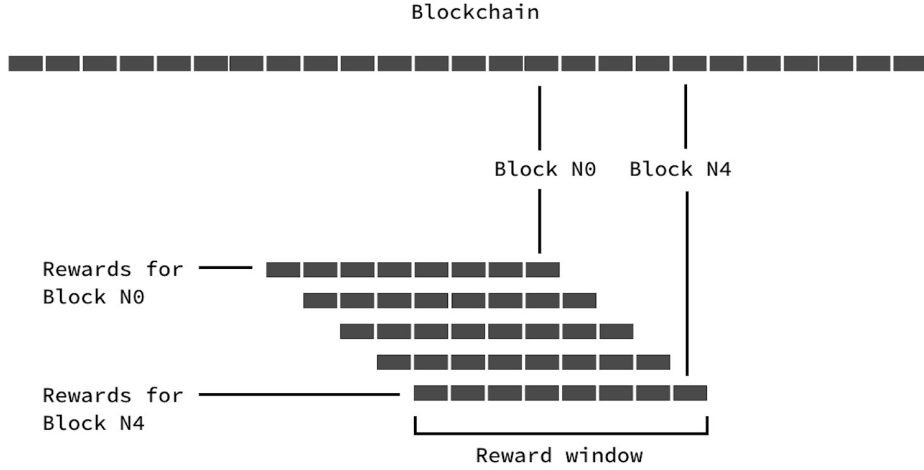 Blockchain
Block N0
Block N4
Rewards for
Block N0
Rewards for
Block N4
Reward window